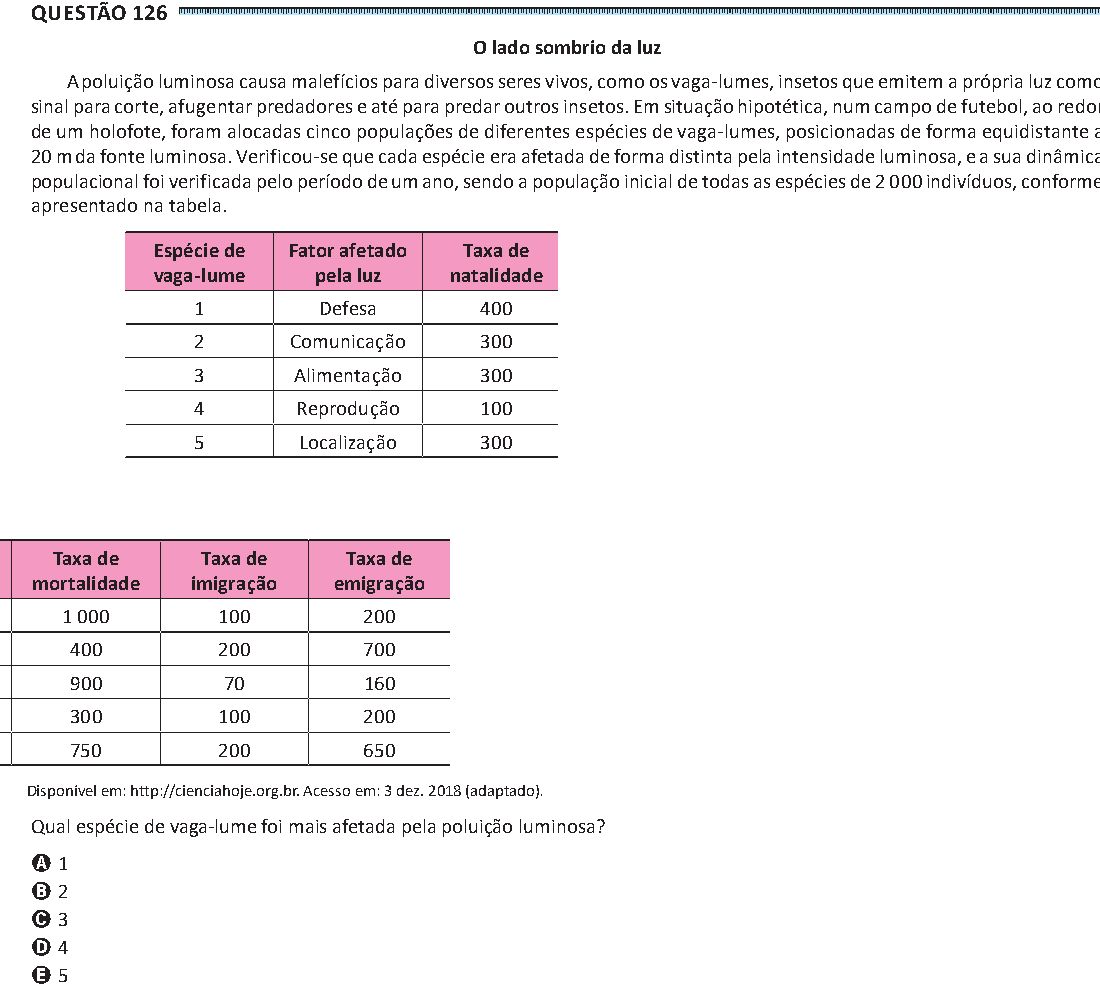 QUESTÃO 126
O lado sombrio da luz
A poluição luminosa causa malefícios para diversos seres vivos, como os vaga-lumes, insetos que emitem a própria luz como
sinal para corte, afugentar predadores e até para predar outros insetos. Em situação hipotética, num campo de futebol, ao redor
de um holofote, foram alocadas cinco populações de diferentes espécies de vaga-lumes, posicionadas de forma equidistante a
20 m da fonte luminosa. Verificou-se que cada espécie era afetada de forma distinta pela intensidade luminosa, e a sua dinâmica
populacional foi verificada pelo período de um ano, sendo a população inicial de todas as espécies de 2 000 indivíduos, conforme
apresentado na tabela.
Espécie de Fator afetado Taxa de
vaga-lume pela luz natalidade
1 Defesa 400
2 Comunicação 300
3 Alimentação 300
4 Reprodução 100
5 Localização 300
Taxa de Taxa de Taxa de
mortalidade imigração emigração
1 000 100 200
400 200 700
900 70 160
300 100 200
750 200 650
Disponível em: http://cienciahoje.org.br. Acesso em: 3 dez. 2018 (adaptado).
Qual espécie de vaga-lume foi mais afetada pela poluição luminosa?
A 1
B 2
C 3
D 4
E 5